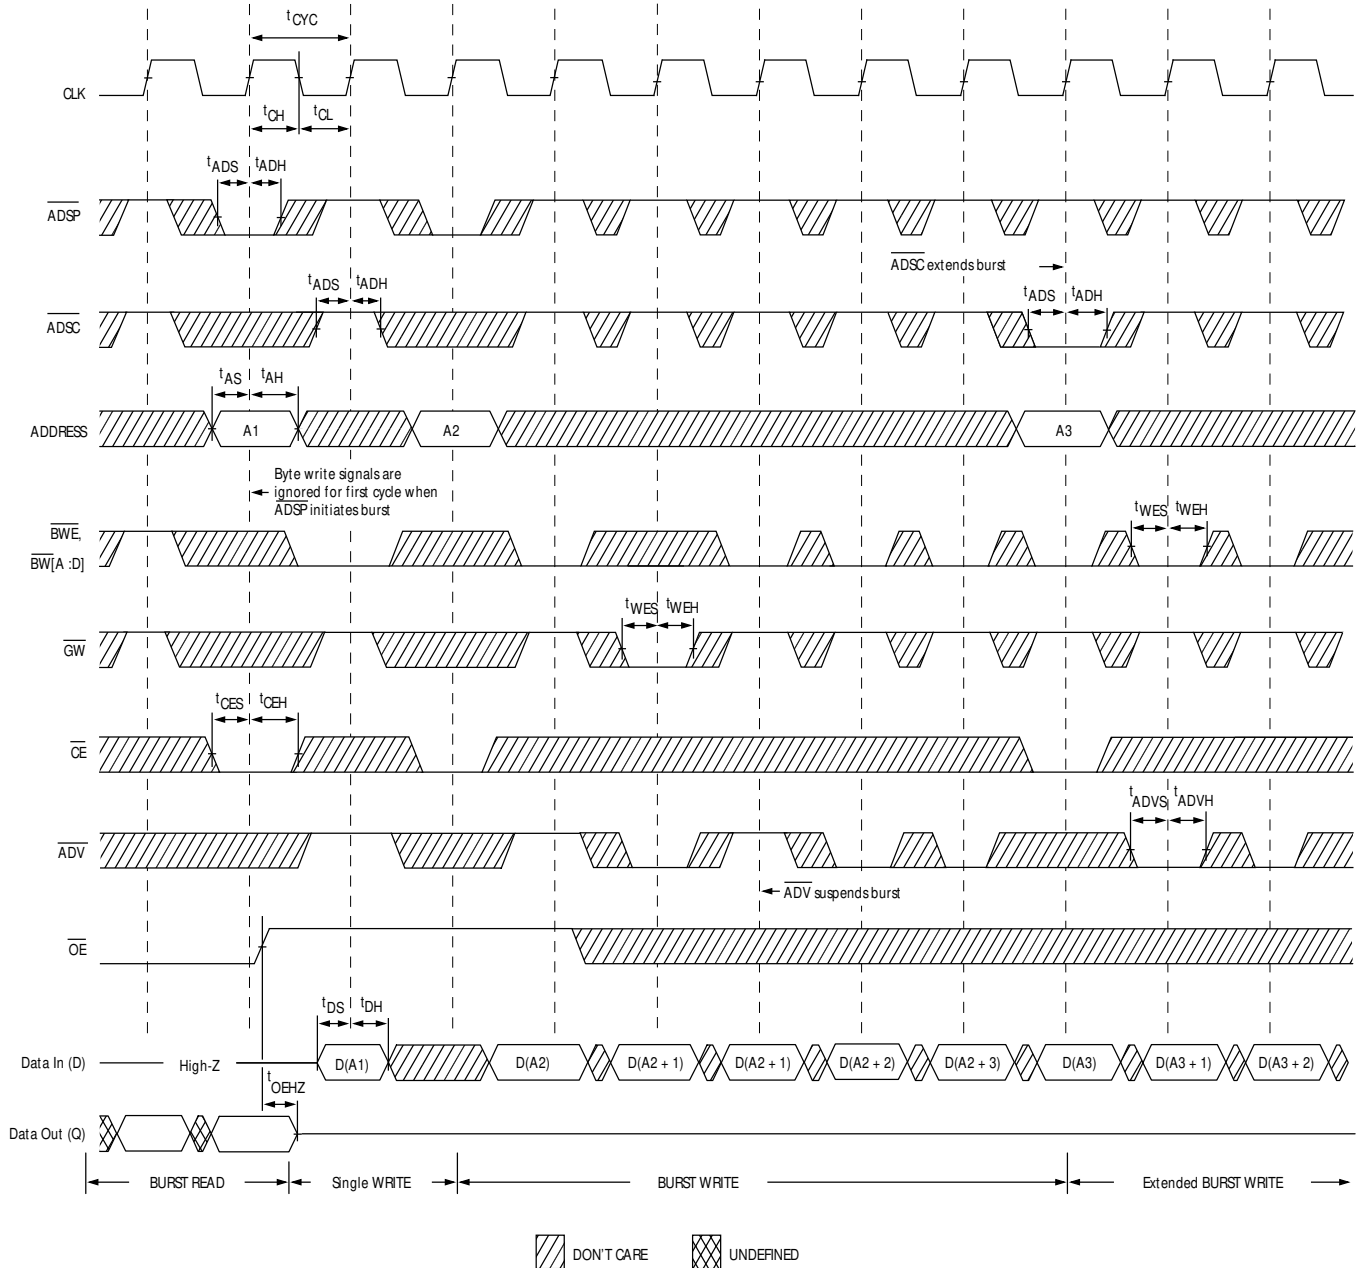 tCYC
CLK
tCH
tCL
tADS
tADH
ADSP
ADSC extends burst
tADS
tADH
tADS
tADH
ADSC
tAS
tAH
ADDRESS
A1
A2
A3
Byte write signals are
ignored for first cycle when
ADSP initiates burst
tWES
tWEH
BWE,
BW[A :D]
tWES
tWEH
GW
tCES
tCEH
CE
tADVS
tADVH
ADV
ADV suspends burst
OE
tDS
tDH
Data In (D)
High-Z
D(A1)
D(A2)
D(A2 + 1)
D(A2 + 1)
D(A2 + 2)
D(A2 + 3)
D(A3)
D(A3 + 1)
D(A3 + 2)
tOEHZ
Data Out (Q)
BURST READ
Single WRITE
BURST WRITE
Extended BURST WRITE
DON'T CARE
UNDEFINED